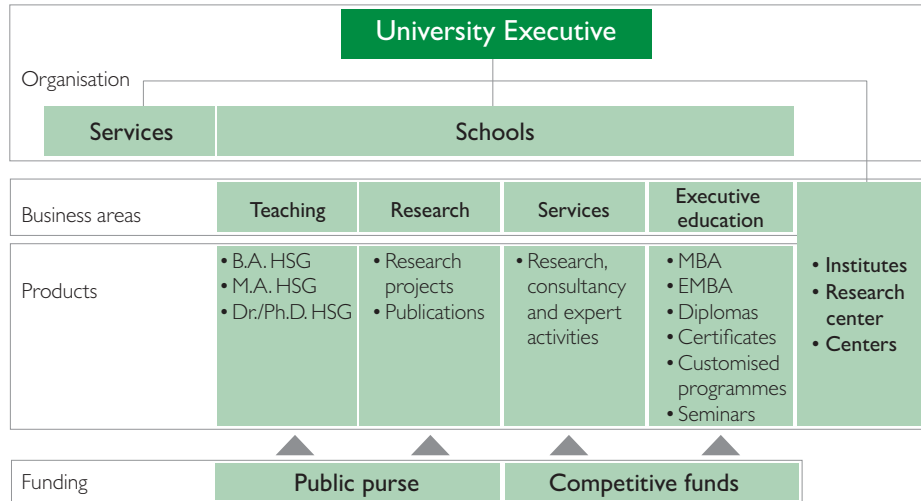 University Executive
Organisation
Services
Schools
Business areas
Teaching
Research
Services
Executive
education
Products
• B.A. HSG
• M.A. HSG
• Dr./Ph.D. HSG
• Research
projects
• Publications
• Research,
consultancy
and expert
activities
• MBA
• EMBA
• Diplomas
• Certificates
• Customised
programmes
• Seminars
• Institutes
• Research
center
• Centers
Funding
Public purse
Competitive funds